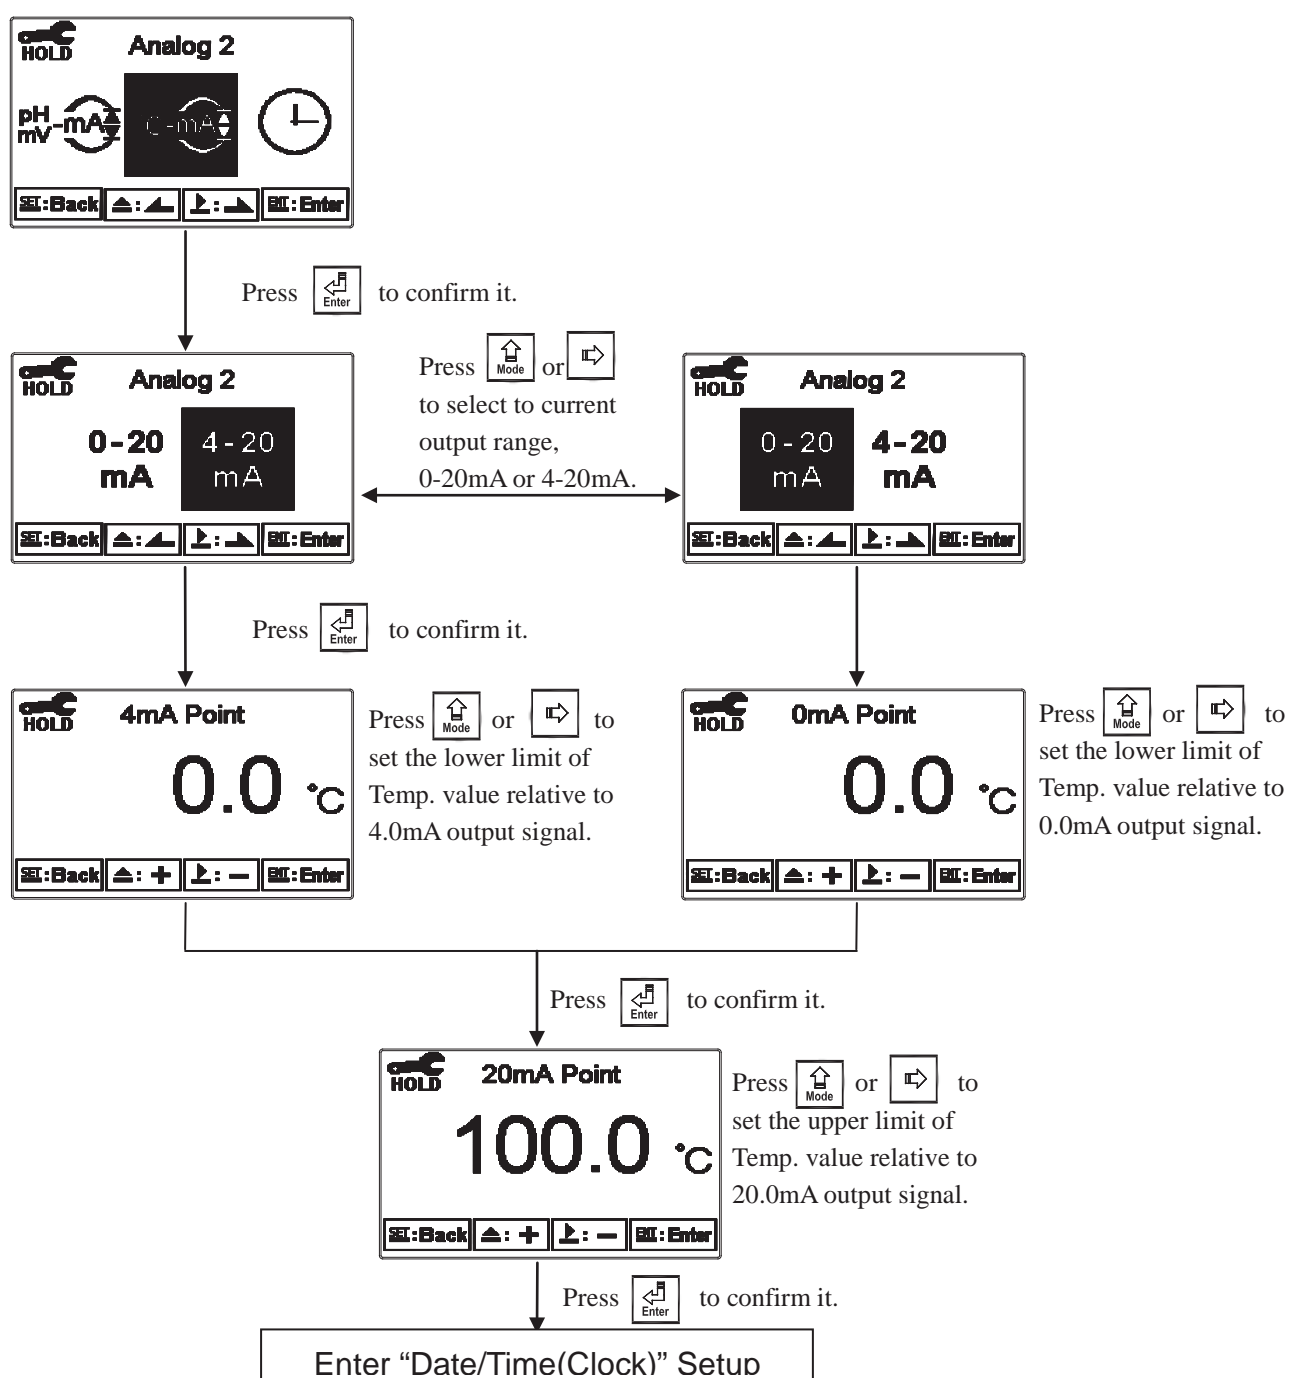 HOLD
Analog 2
pH
mV
-mA
-mA
SET:Back
: 
: 
ENT:Enter
Press Enter to confirm it.
HOLD
Analog 2
0-20
mA
4-20
mA
SET:Back
ENT:Enter
Press Mode or
to select to current
output range,
0-20mA or 4-20mA.
HOLD
Analog 2
0-20
mA
4-20
mA
SET:Back
ENT:Enter
Press Enter to confirm it.
HOLD
4mA Point
0.0 °C
SET:Back
: +
: −
ENT:Enter
Press Mode or to
set the lower limit of
Temp. value relative to
4.0mA output signal.
HOLD
0mA Point
0.0 °C
SET:Back
: +
: −
ENT:Enter
Press Mode or to
set the lower limit of
Temp. value relative to
0.0mA output signal.
Press Enter to confirm it.
HOLD
20mA Point
100.0 °C
SET:Back
: +
: −
ENT:Enter
Press Mode or to
set the upper limit of
Temp. value relative to
20.0mA output signal.
Press Enter to confirm it.
Enter “Date/Time(Clock)” Setup